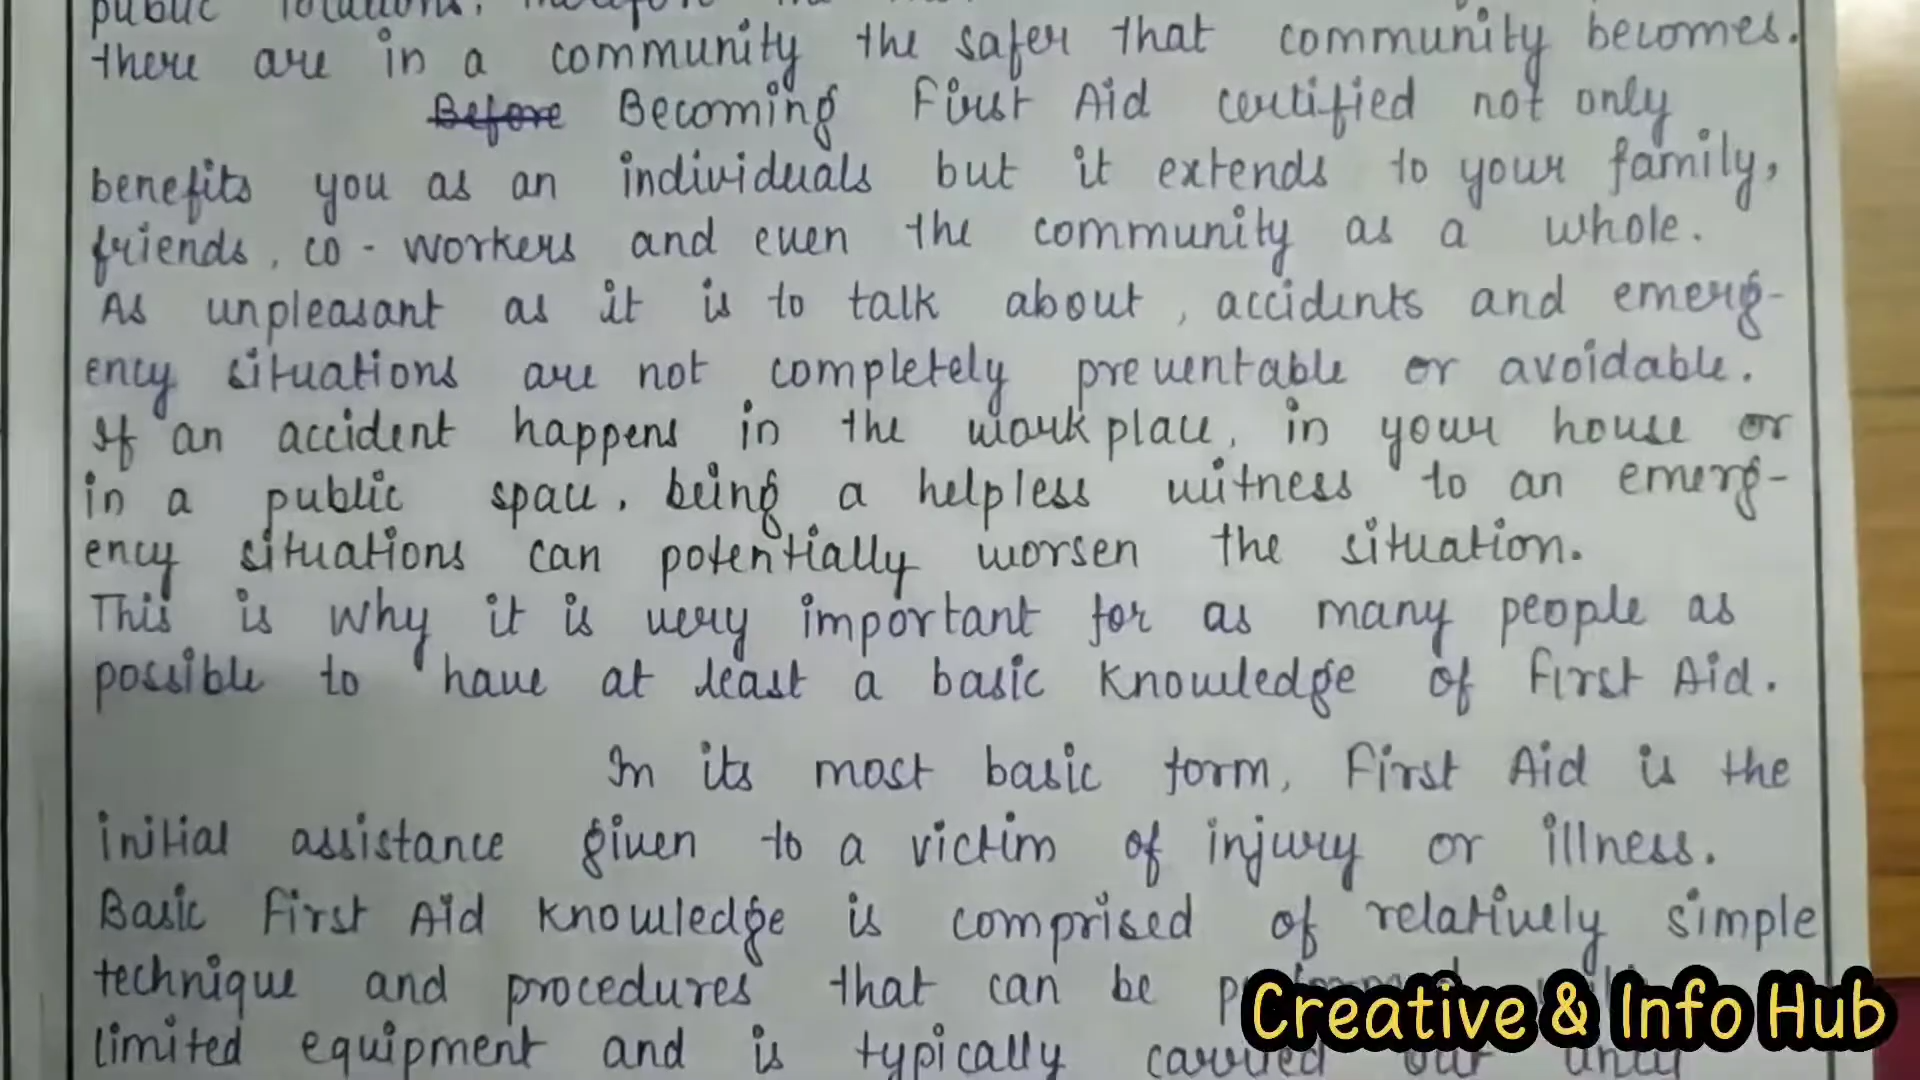 public
there are in a community the safer that community becomes.
Before Becoming First Aid certified not only
benefits you as an individuals but it extends to your family,
friends, co - workers and even the community as a whole.
As unpleasant as it is to talk about, accidents and emerg-
ency situations are not completely preventable or avoidable.
If an accident happens in the work place, in your house or
in a public space, being a helpless witness to an emerg-
ency situations can potentially worsen the situation.
This is why it is very important for as many people as
possible to have at least a basic knowledge of First Aid.
In its most basic form, First Aid is the
initial assistance given to a victim of injury or illness.
Basic First Aid Knowledge is comprised of relatively simple
technique and procedures that can be
limited equipment and is typically carried out
Creative & Info Hub